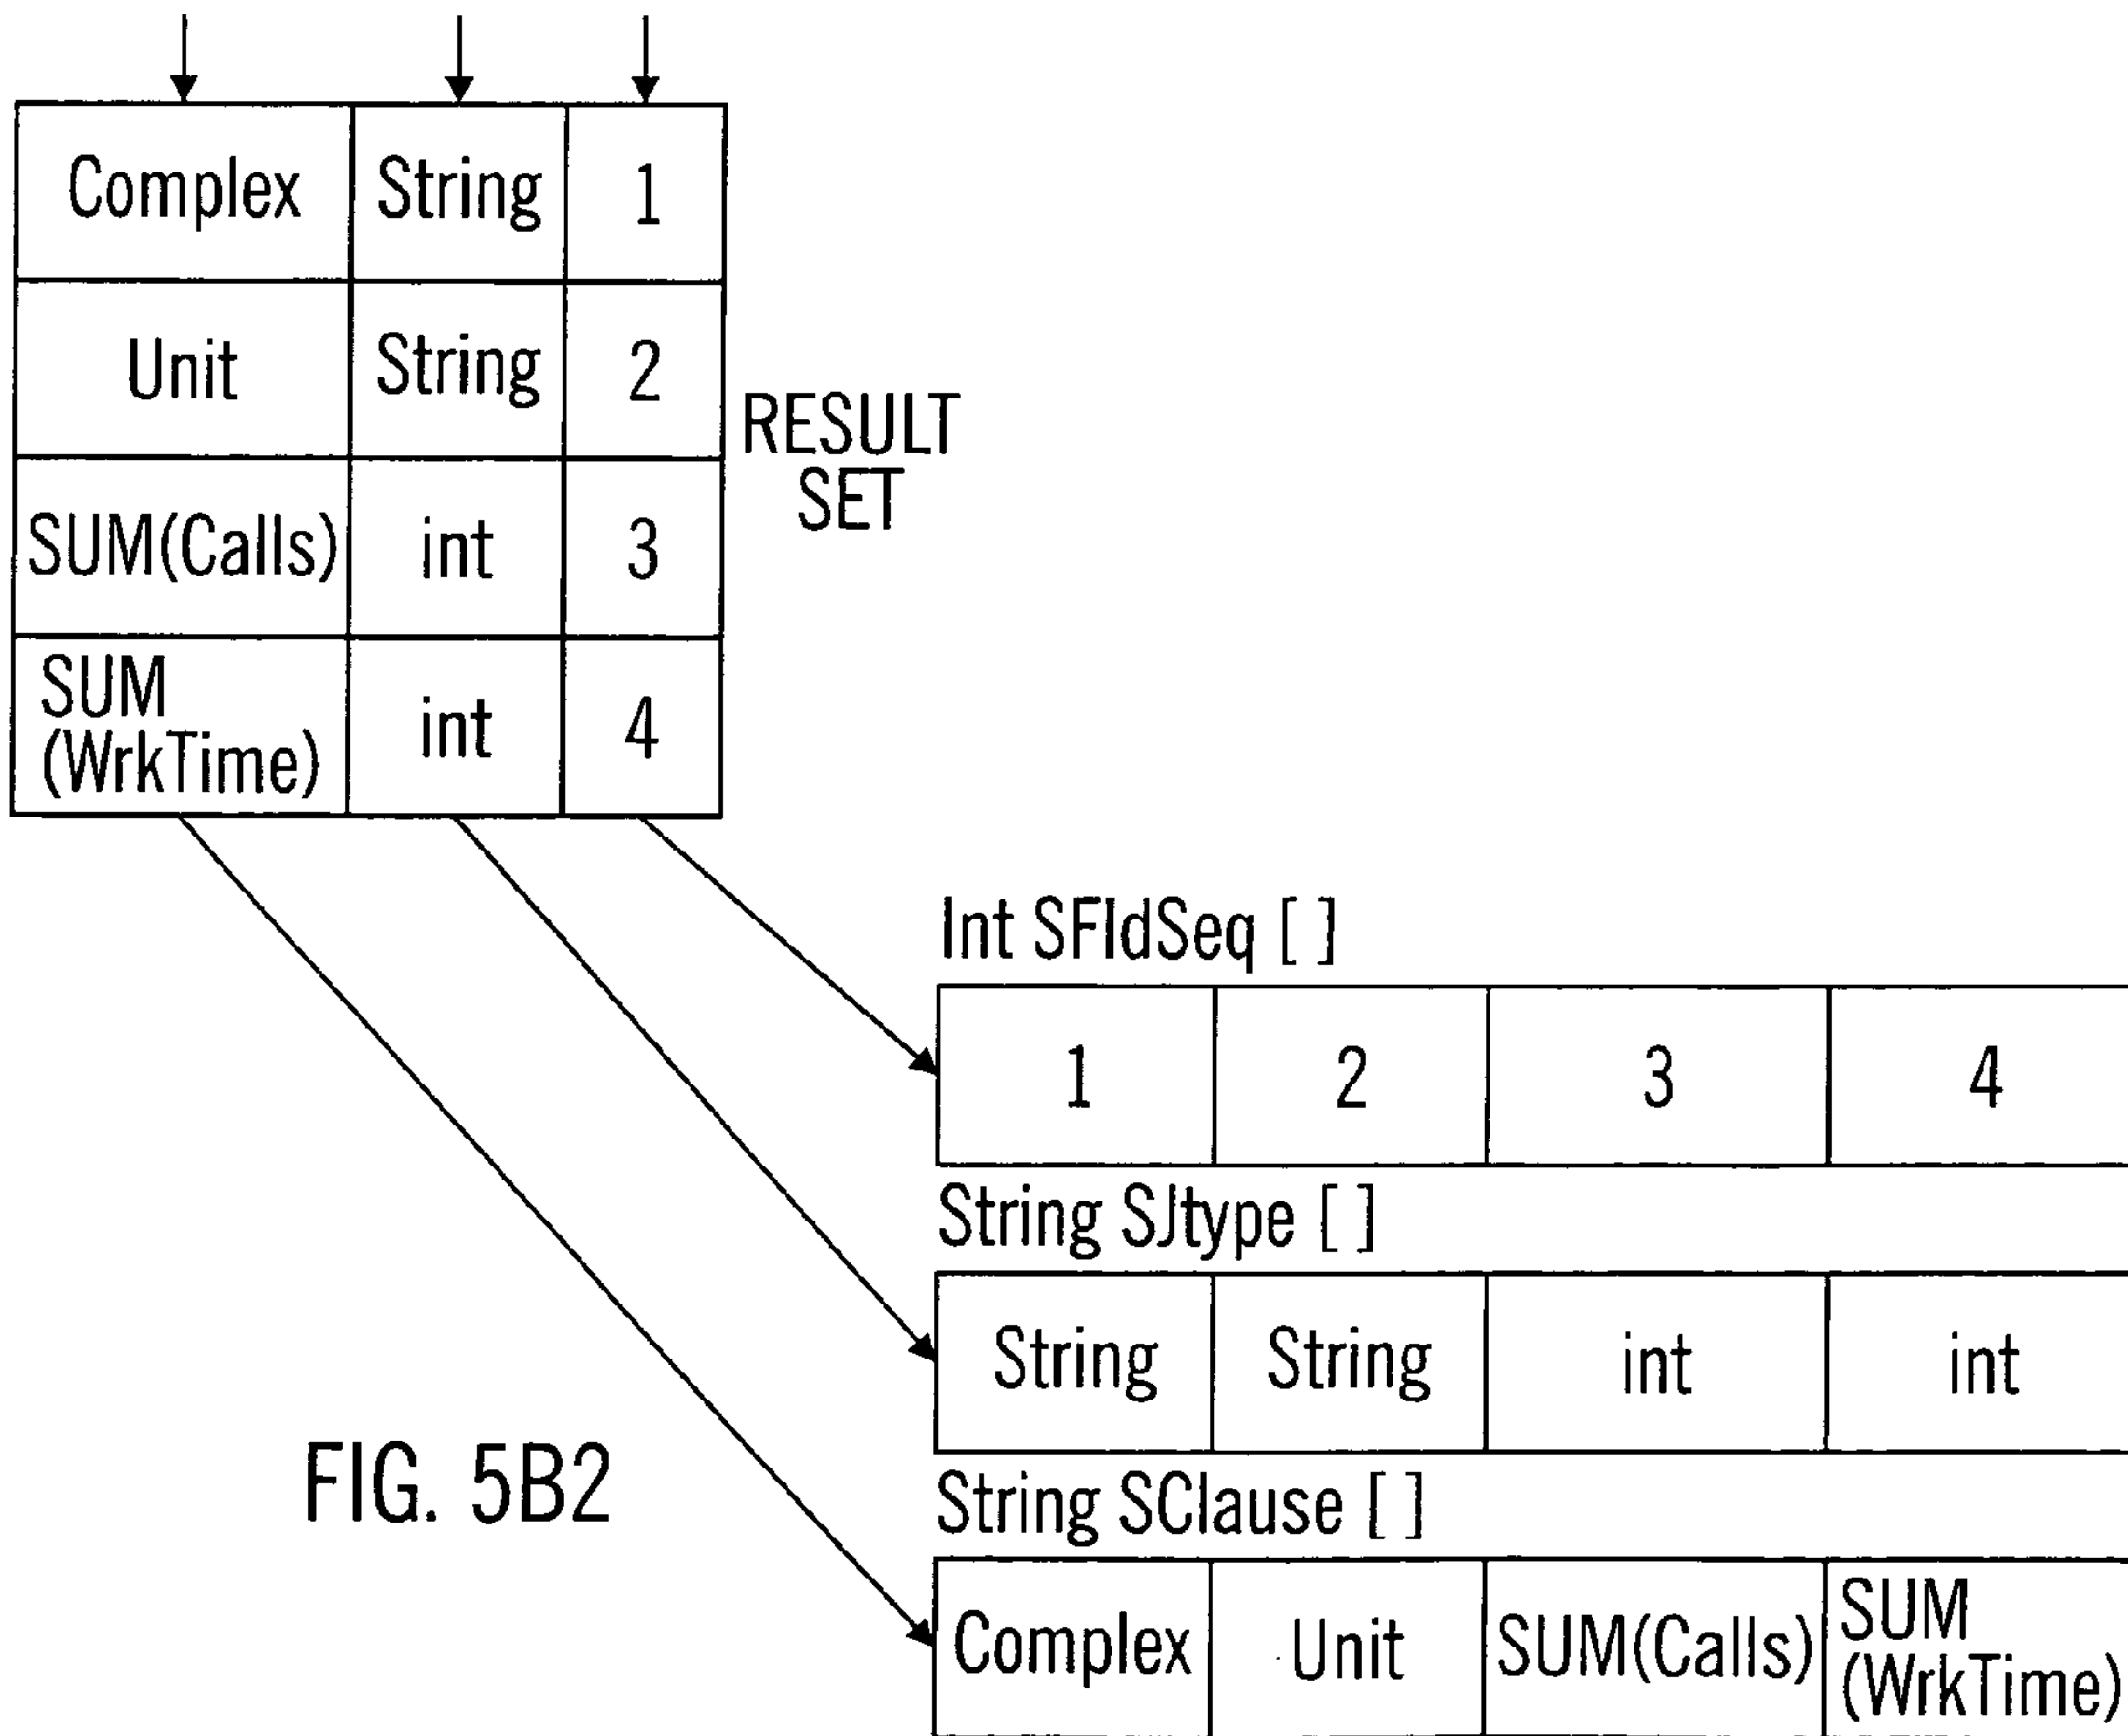 Complex String 1
Unit String 2
RESULT
SET
SUM(Calls) int 3
SUM
(WrkTime) int 4
Int SFldSeq [ ]
1 2 3 4
String SJtype [ ]
String String int int
FIG. 5B2
String SClause [ ]
Complex Unit SUM(Calls) SUM
(WrkTime)